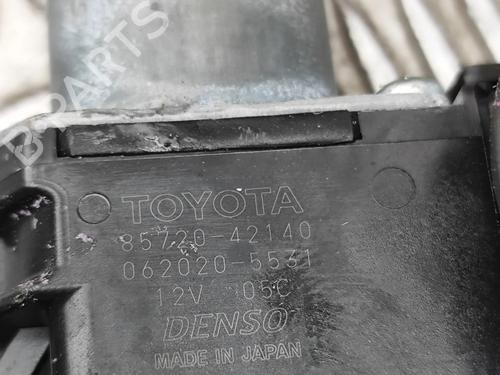 B-PARTS
TOYOTA
85720-42140
062020-5531
12V 05C
DENSO
MADE IN JAPAN